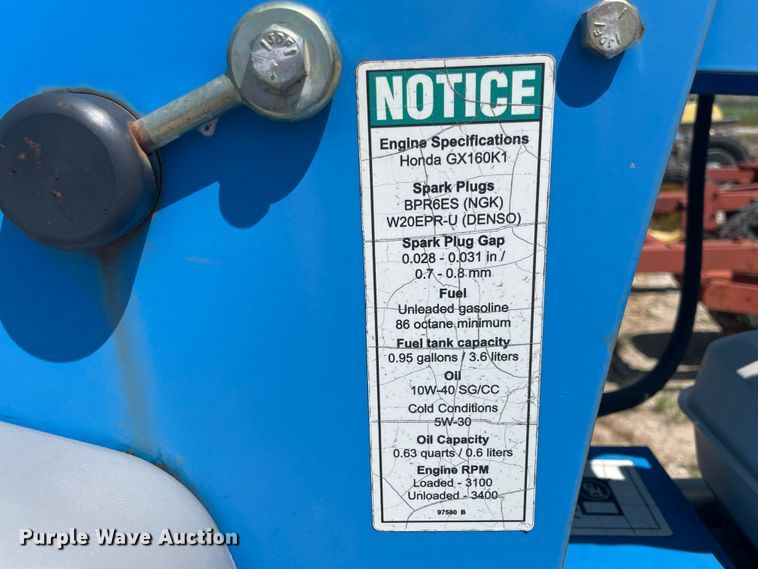 NOTICE
Engine Specifications
Honda GX160K1
Spark Plugs
BPR6ES (NGK)
W20EPR-U (DENSO)
Spark Plug Gap
0.028 - 0.031 in /
0.7 - 0.8 mm
Fuel
Unleaded gasoline
86 octane minimum
Fuel tank capacity
0.95 gallons / 3.6 liters
Oil
10W-40 SG/CC
Cold Conditions
5W-30
Oil Capacity
0.63 quarts / 0.6 liters
Engine RPM
Loaded - 3100
Unloaded - 3400
97580 B
Purple Wave Auction